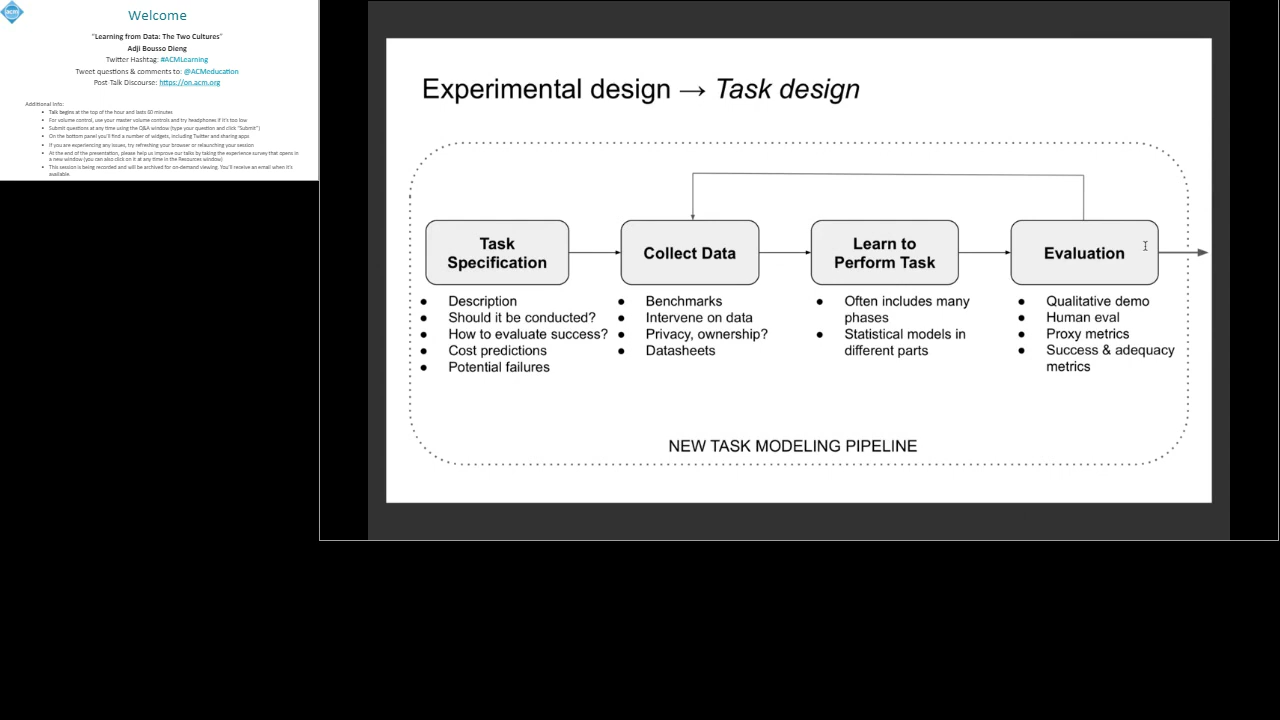 Welcome
"Learning from Data: The Two Cultures"
Adji Bousso Dieng
Twitter Hashtag: #ACMLearning
Tweet questions & comments to: @ACMeducation
Post-Talk Discourse: https://on.acm.org
Additional Info:
• Talk begins at the top of the hour and lasts 60 minutes
• For volume control, use your master volume controls and try headphones if it's too low
• Submit questions at any time using the Q&A window (type your question and click "Submit")
• On the bottom panel you'll find a number of widgets, including Twitter and sharing apps
• If you are experiencing any issues, try refreshing your browser or relaunching your session
• At the end of the presentation, please help us improve our talks by taking the experience survey that opens in
a new window (you can also click on it at any time in the Resources window)
• This session is being recorded and will be archived for on-demand viewing. You'll receive an email when it's
available.
Experimental design → Task design
Task
Specification
● Description
● Should it be conducted?
● How to evaluate success?
● Cost predictions
● Potential failures
Collect Data
● Benchmarks
● Intervene on data
● Privacy, ownership?
● Datasheets
Learn to
Perform Task
● Often includes many
phases
● Statistical models in
different parts
Evaluation
● Qualitative demo
● Human eval
● Proxy metrics
● Success & adequacy
metrics
NEW TASK MODELING PIPELINE